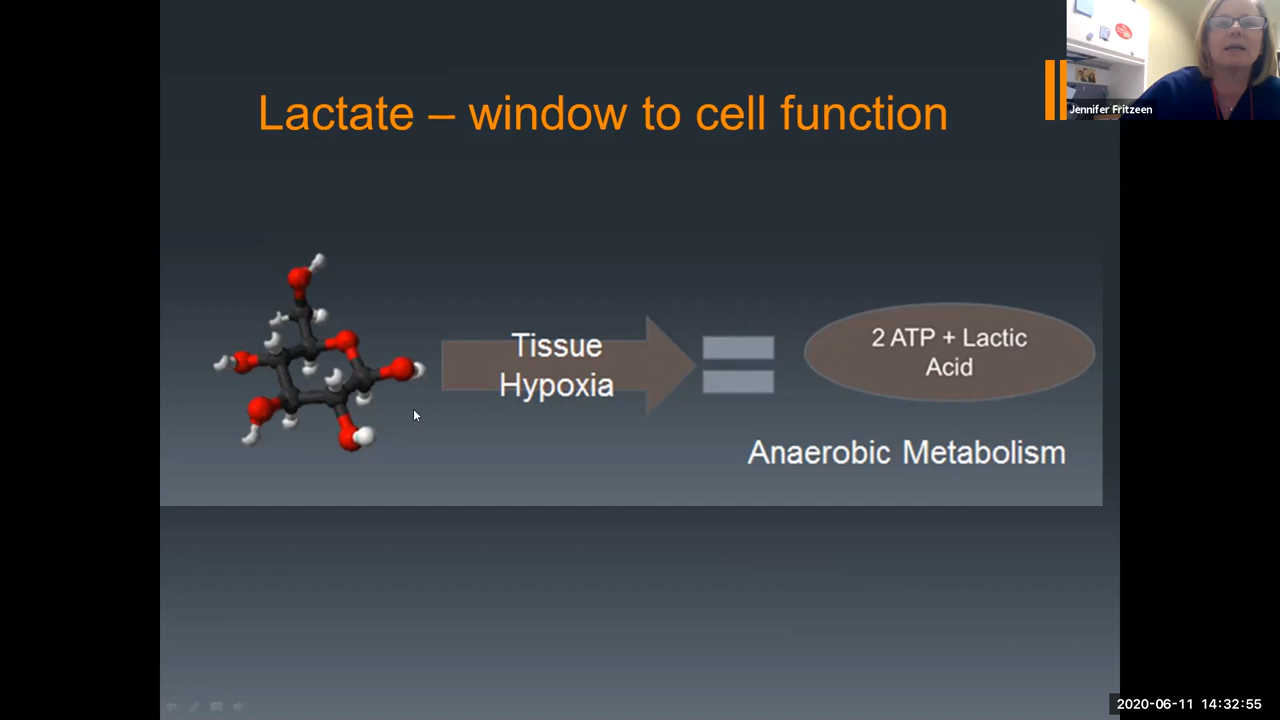 Lactate – window to cell function
Jennifer Fritzeen
Tissue
Hypoxia
2 ATP + Lactic
Acid
Anaerobic Metabolism
2020-06-11 14:32:55